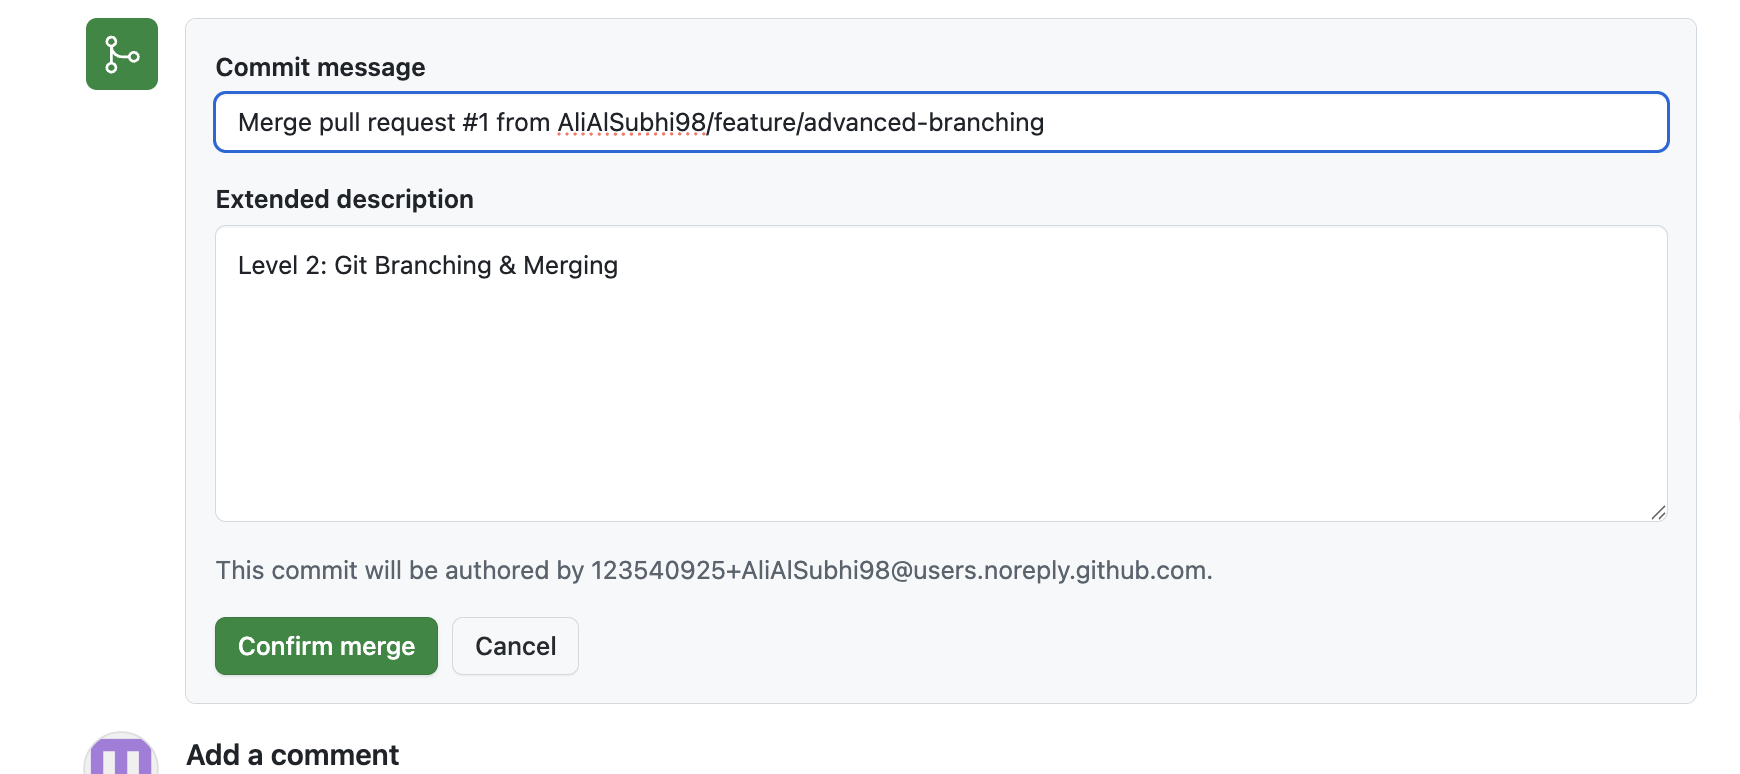 Commit message
Merge pull request #1 from AliAlSubhi98/feature/advanced-branching
Extended description
Level 2: Git Branching & Merging
This commit will be authored by 123540925+AliAlSubhi98@users.noreply.github.com.
Confirm merge
Cancel
Add a comment